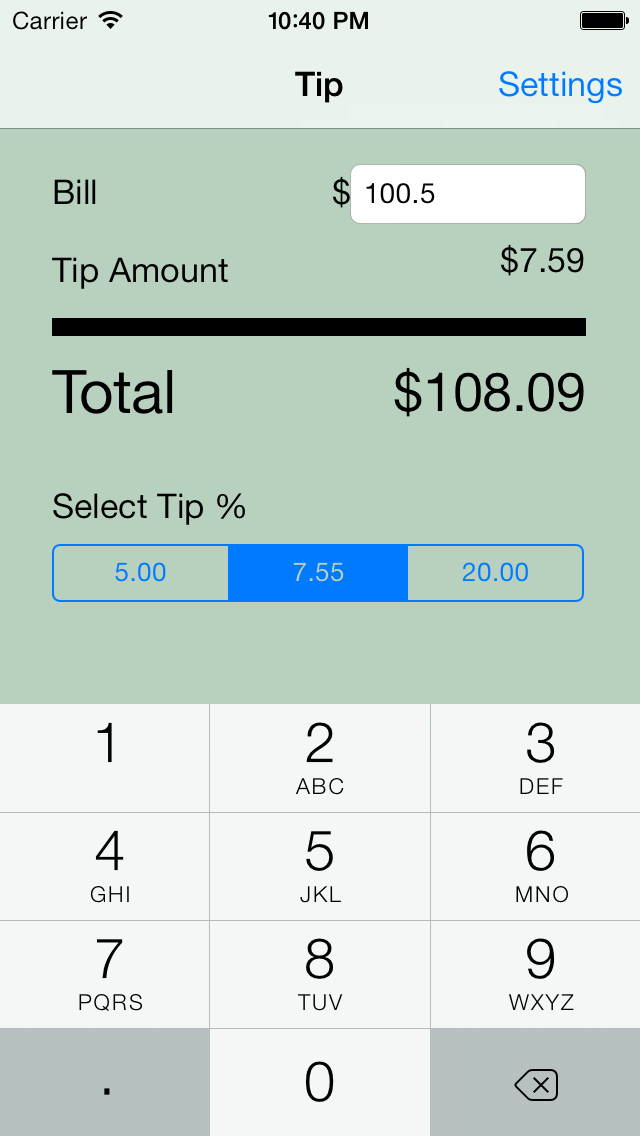 Carrier 10:40 PM
Tip Settings
Bill $ 100.5
Tip Amount $7.59
Total $108.09
Select Tip %
5.00 7.55 20.00
1 2 3
ABC DEF
4 5 6
GHI JKL MNO
7 8 9
PQRS TUV WXYZ
. 0